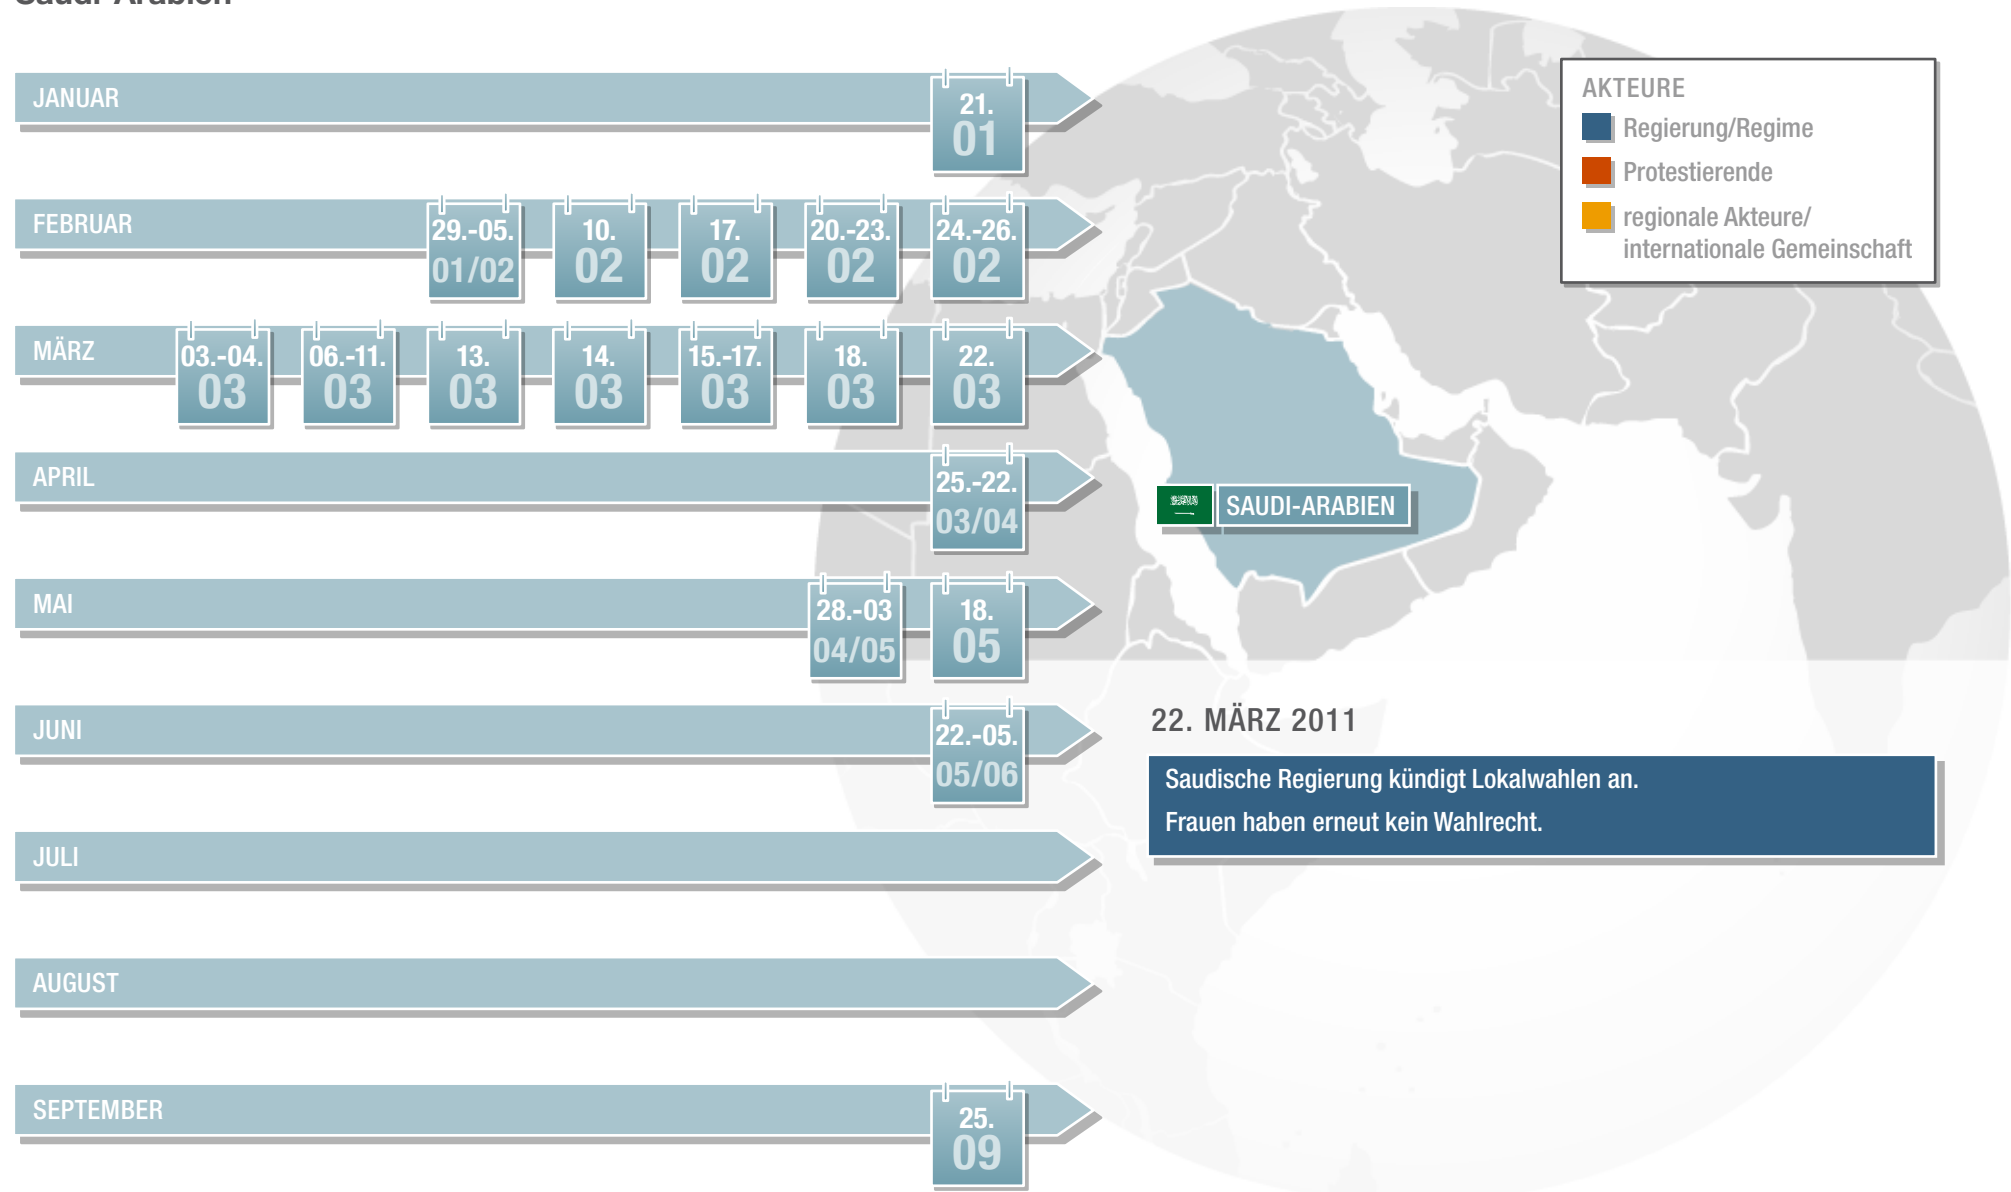 Saudi-Arabien
JANUAR
21.
01
FEBRUAR
29.-05.
01/02
10.
02
17.
02
20.-23.
02
24.-26.
02
MÄRZ
03.-04.
03
06.-11.
03
13.
03
14.
03
15.-17.
03
18.
03
22.
03
APRIL
25.-22.
03/04
MAI
28.-03
04/05
18.
05
JUNI
22.-05.
05/06
JULI
AUGUST
SEPTEMBER
25.
09
AKTEURE
Regierung/Regime
Protestierende
regionale Akteure/
internationale Gemeinschaft
SAUDI-ARABIEN
22. MÄRZ 2011
Saudische Regierung kündigt Lokalwahlen an.
Frauen haben erneut kein Wahlrecht.